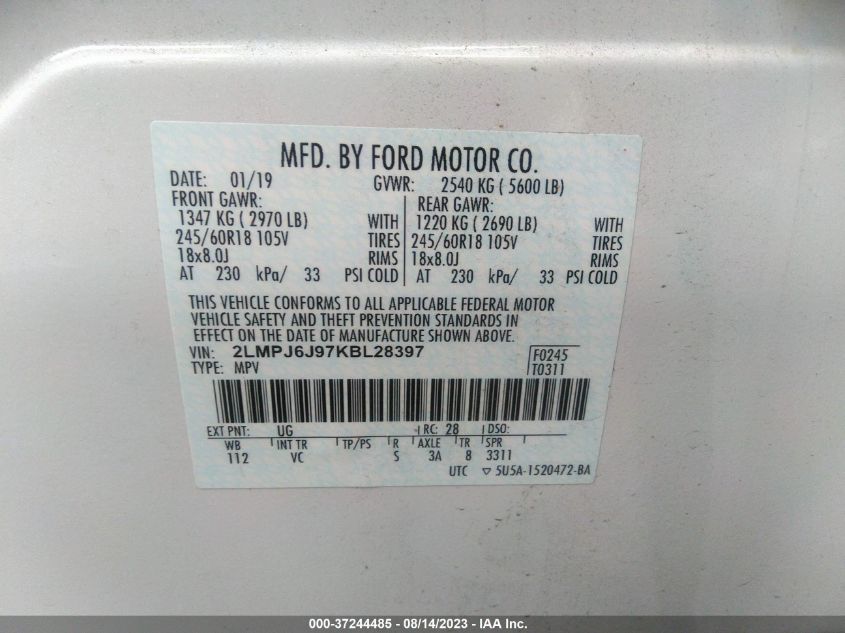 MFD. BY FORD MOTOR CO.
DATE: 01/19 GVWR: 2540 KG ( 5600 LB)
FRONT GAWR: REAR GAWR:
1347 KG ( 2970 LB) WITH 1220 KG ( 2690 LB) WITH
245/60R18 105V TIRES 245/60R18 105V TIRES
18x8.0J RIMS 18x8.0J RIMS
AT 230 kPa/ 33 PSI COLD AT 230 kPa/ 33 PSI COLD
THIS VEHICLE CONFORMS TO ALL APPLICABLE FEDERAL MOTOR
VEHICLE SAFETY AND THEFT PREVENTION STANDARDS IN
EFFECT ON THE DATE OF MANUFACTURE SHOWN ABOVE.
VIN: 2LMPJ6J97KBL28397 F0245
TYPE: MPV T0311
EXT PNT: UG RC: 28 DSO:
WB INT TR TP/PS R AXLE TR SPR
112 VC S 3A 8 3311
UTC ▽ 5U5A-1520472-BA
000-37244485 - 08/14/2023 - IAA Inc.